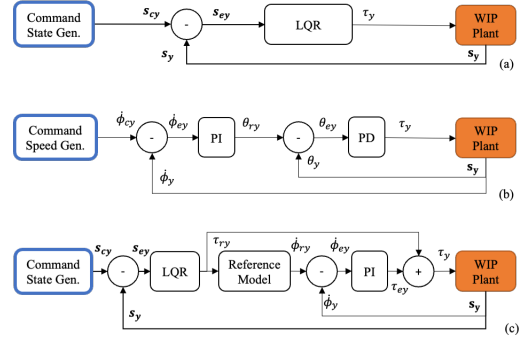 Command
State Gen.
s_cy
-
s_ey
LQR
τ_y
WIP
Plant
s_y
s_y
(a)
Command
Speed Gen.
ϕ̇_cy
-
ϕ̇_ey
PI
θ_ry
-
θ_ey
PD
τ_y
WIP
Plant
θ_y
s_y
ϕ̇_y
(b)
Command
State Gen.
s_cy
-
s_ey
LQR
τ_ry
Reference
Model
ϕ̇_ry
-
ϕ̇_ey
PI
τ_ey
+
τ_y
WIP
Plant
ϕ̇_y
s_y
s_y
(c)